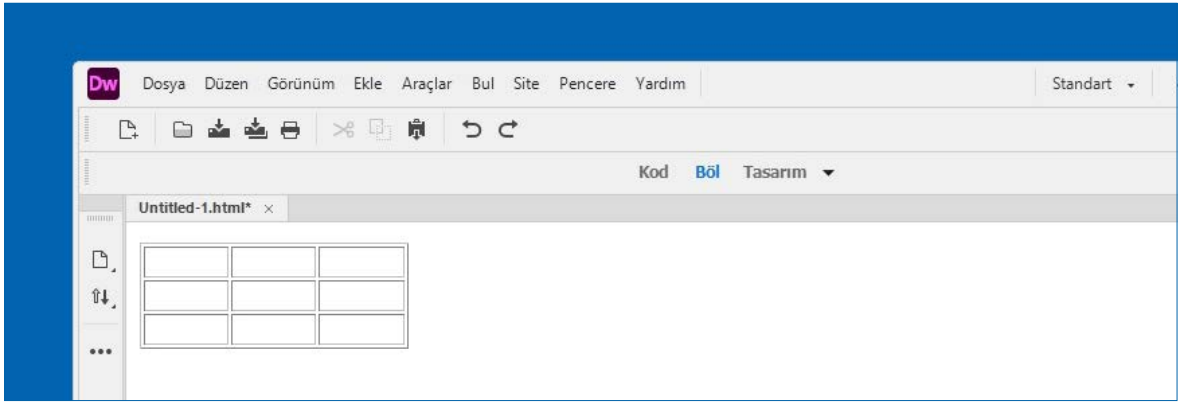 Dw Dosya Düzen Görünüm Ekle Araçlar Bul Site Pencere Yardım Standart
Kod Böl Tasarım
Untitled-1.html* ×